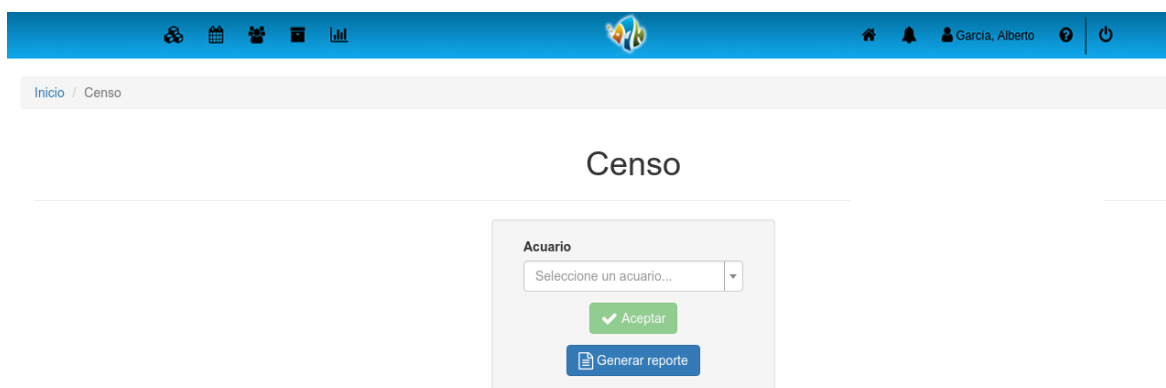 García, Alberto
Inicio / Censo
Censo
Acuario
Seleccione un acuario...
Aceptar
Generar reporte